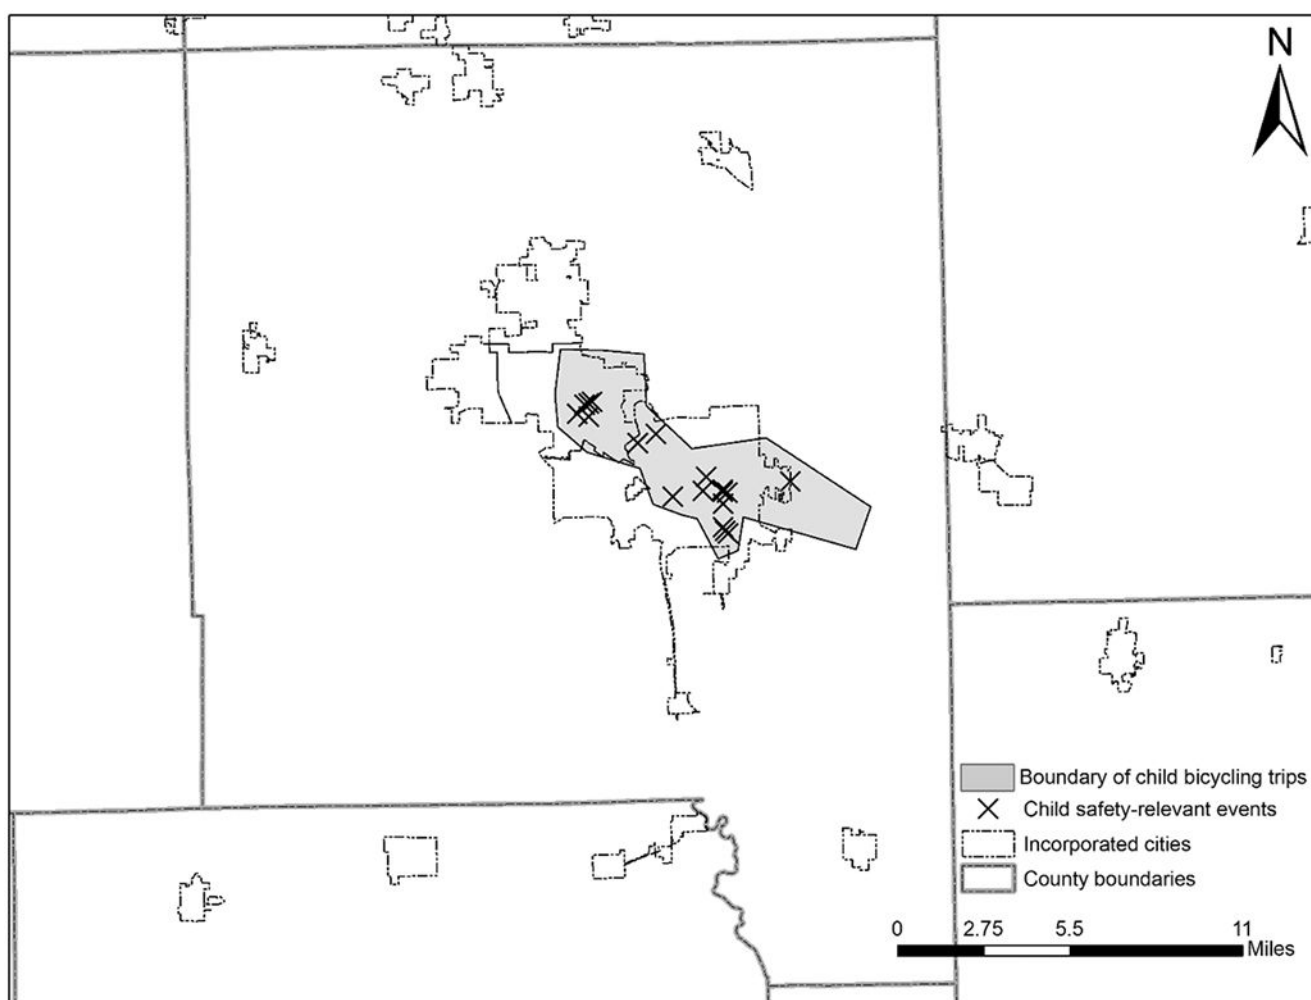 N
Boundary of child bicycling trips
Child safety-relevant events
Incorporated cities
County boundaries
0 2.75 5.5 11
Miles